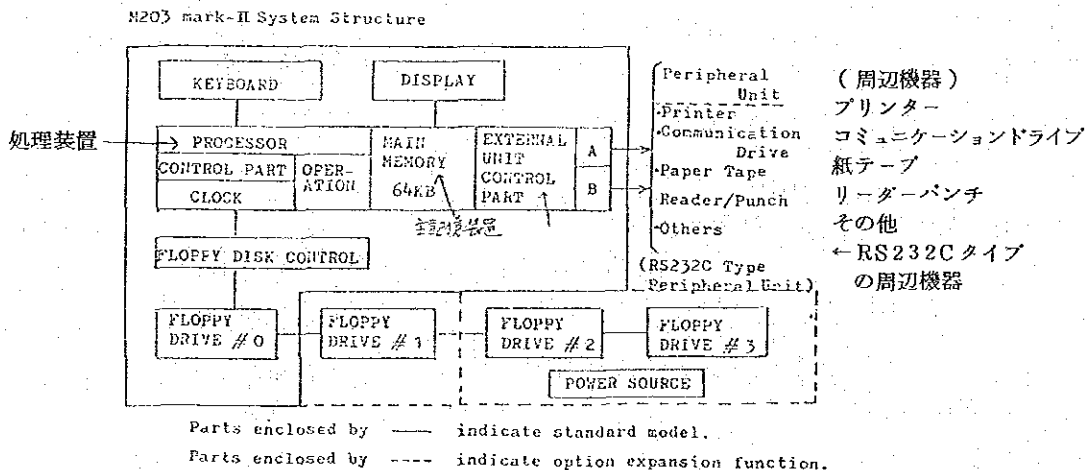 M203 mark-II System Structure
KEYBOARD
DISPLAY
処理装置
PROCESSOR
CONTROL PART
CLOCK
OPER-
ATION
MAIN
MEMORY
64KB
主記憶装置
EXTERNAL
UNIT
CONTROL
PART
A
B
Peripheral
Unit
・Printer
・Communication
Drive
・Paper Tape
Reader/Punch
・Others
(RS232C Type
Peripheral Unit)
(周辺機器)
プリンター
コミュニケーションドライブ
紙テープ
リーダーパンチ
その他
←RS232Cタイプ
の周辺機器
FLOPPY DISK CONTROL
FLOPPY
DRIVE #0
FLOPPY
DRIVE #1
FLOPPY
DRIVE #2
FLOPPY
DRIVE #3
POWER SOURCE
Parts enclosed by —— indicate standard model.
Parts enclosed by ---- indicate option expansion function.